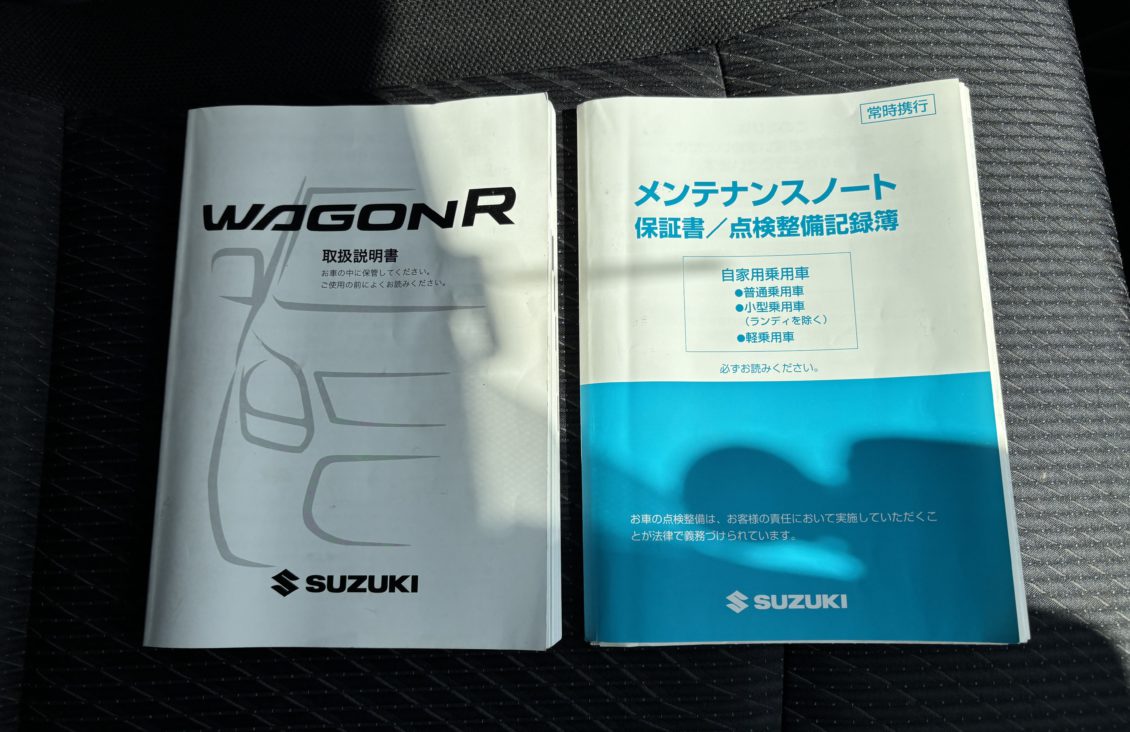 WAGONR
取扱説明書
お車の中に保管してください。
ご使用の前によくお読みください。
SUZUKI
常時携行
メンテナンスノート
保証書／点検整備記録簿
自家用乗用車
●普通乗用車
●小型乗用車
（ランディを除く）
●軽乗用車
必ずお読みください。
お車の点検整備は、お客様の責任において実施していただくこ
とが法律で義務づけられています。
SUZUKI